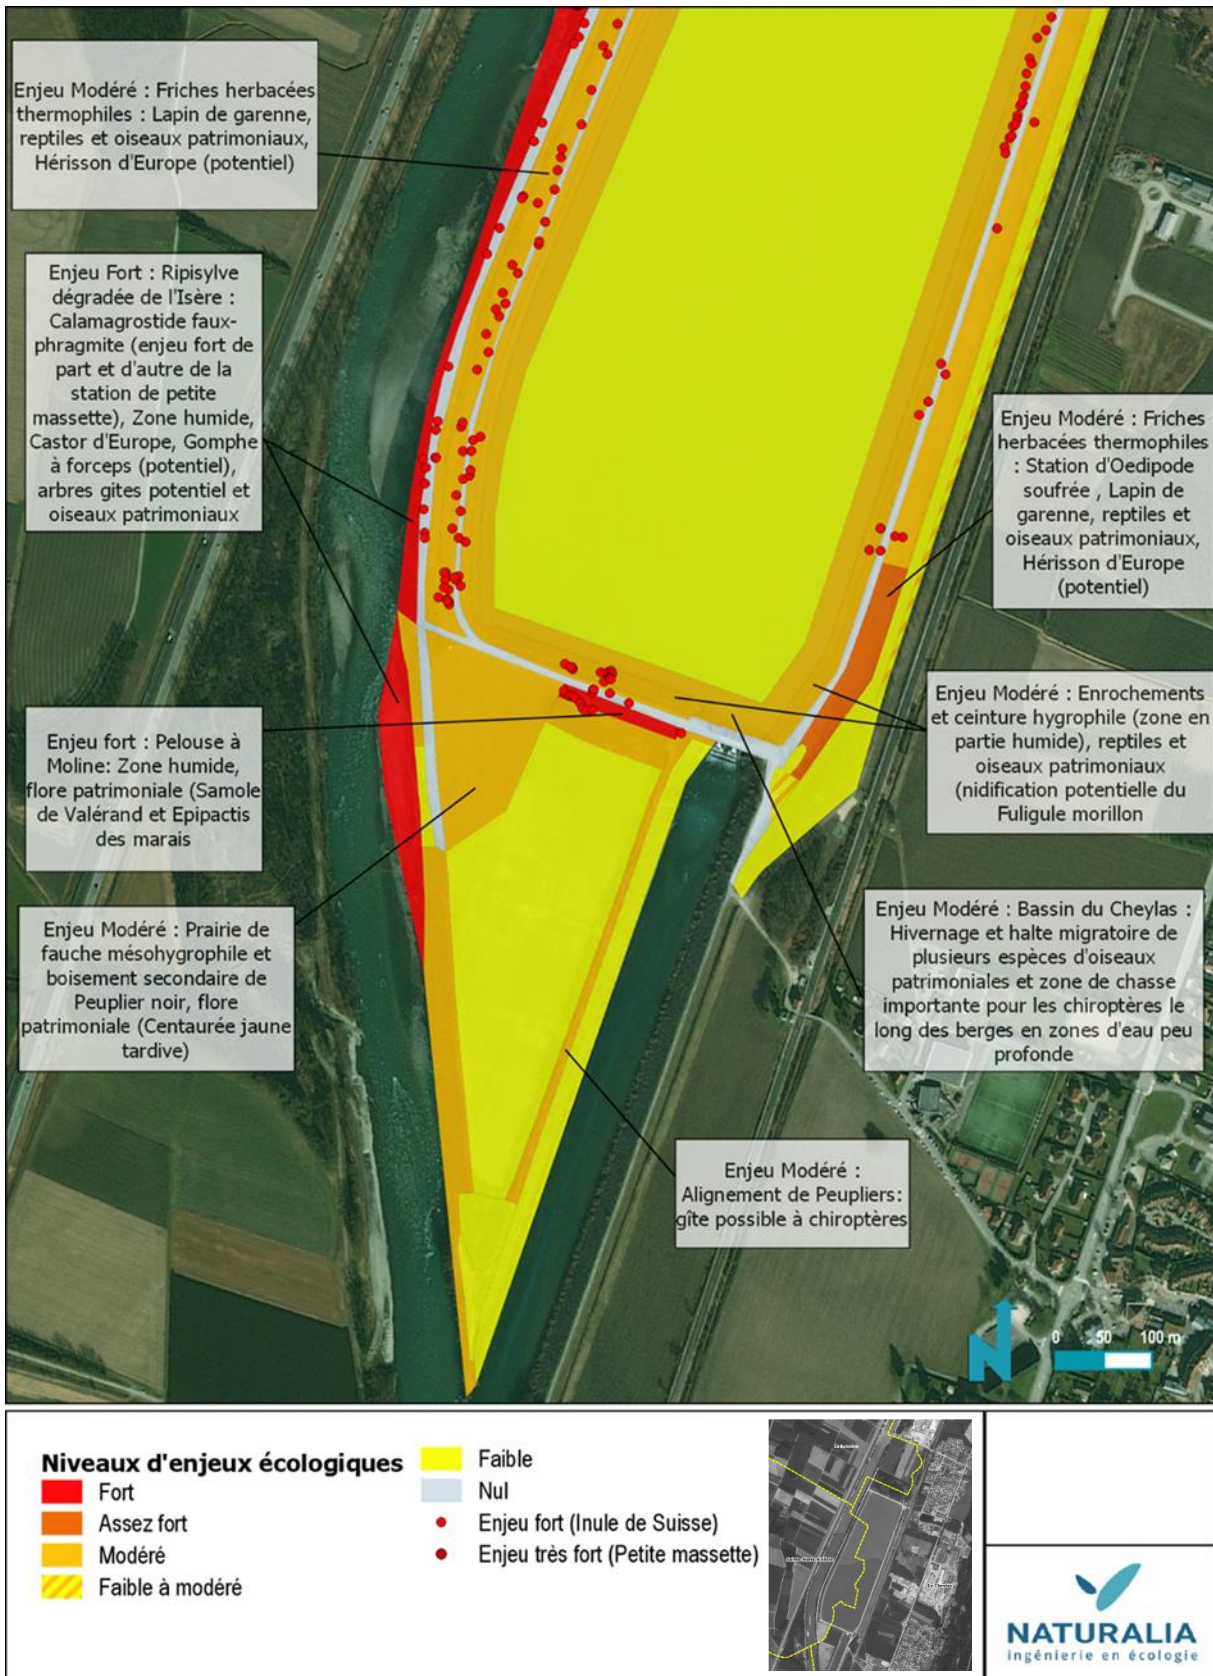 Enjeu Modéré : Friches herbacées
thermophiles : Lapin de garenne,
reptiles et oiseaux patrimoniaux,
Hérisson d'Europe (potentiel)
Enjeu Fort : Ripisylve
dégradée de l'Isère :
Calamagrostide faux-
phragmite (enjeu fort de
part et d'autre de la
station de petite
massette), Zone humide,
Castor d'Europe, Gomphe
à forceps (potentiel),
arbres gites potentiel et
oiseaux patrimoniaux
Enjeu Modéré : Friches
herbacées thermophiles
: Station d'Oedipode
soufrée , Lapin de
garenne, reptiles et
oiseaux patrimoniaux,
Hérisson d'Europe
(potentiel)
Enjeu Modéré : Enrochements
et ceinture hygrophile (zone en
partie humide), reptiles et
oiseaux patrimoniaux
(nidification potentielle du
Fuligule morillon
Enjeu fort : Pelouse à
Moline: Zone humide,
flore patrimoniale (Samole
de Valérand et Epipactis
des marais
Enjeu Modéré : Prairie de
fauche mésohygrophile et
boisement secondaire de
Peuplier noir, flore
patrimoniale (Centaurée jaune
tardive)
Enjeu Modéré : Bassin du Cheylas :
Hivernage et halte migratoire de
plusieurs espèces d'oiseaux
patrimoniales et zone de chasse
importante pour les chiroptères le
long des berges en zones d'eau peu
profonde
Enjeu Modéré :
Alignement de Peupliers:
gîte possible à chiroptères
N
0 50 100 m
Niveaux d'enjeux écologiques
Fort
Assez fort
Modéré
Faible à modéré
Faible
Nul
Enjeu fort (Inule de Suisse)
Enjeu très fort (Petite massette)
NATURALIA
ingénierie en écologie